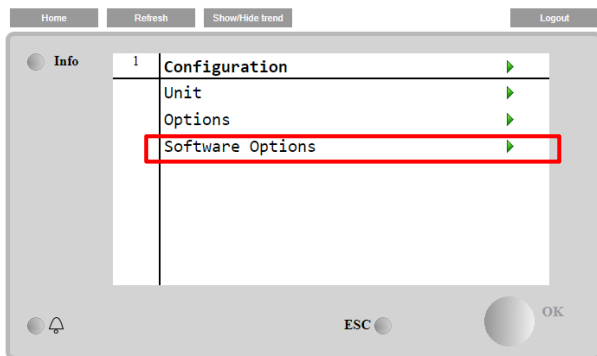 Home Refresh Show/Hide trend Logout
Info 1 Configuration
Unit
Options
Software Options
ESC OK